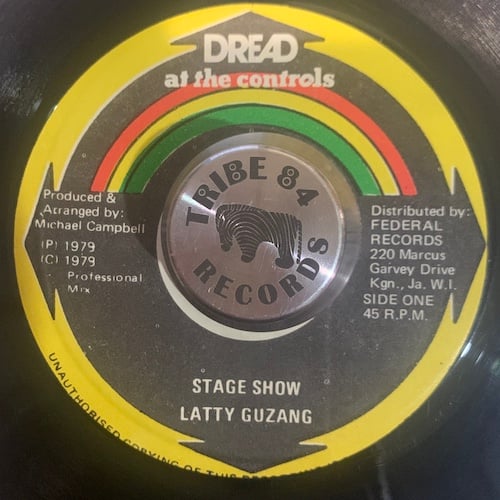 DREAD
at the controls
TRIBE 84
RECORDS
Produced &
Arranged by:
Michael Campbell
(P) 1979
(C) 1979
Professional
Mix
Distributed by:
FEDERAL
RECORDS
220 Marcus
Garvey Drive
Kgn., Ja. W.I.
SIDE ONE
45 R.P.M.
STAGE SHOW
LATTY GUZANG
UNAUTHORISED COPYING OF THIS